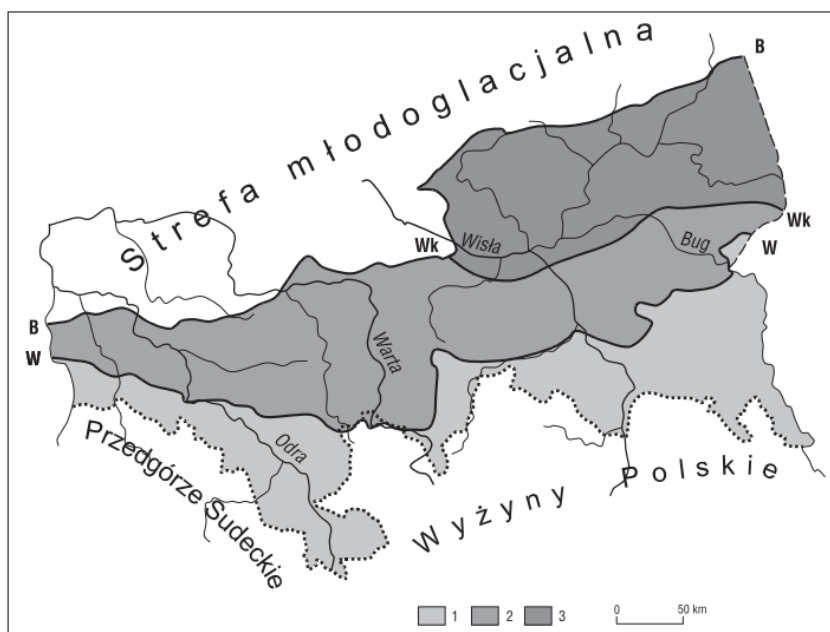 Strefa młodoglacjalna
B
Wk
Wisła
Bug
Wk
W
B
W
Warta
Odra
Przedgórze Sudeckie
Wyżyny Polskie
1 2 3 0 50 km